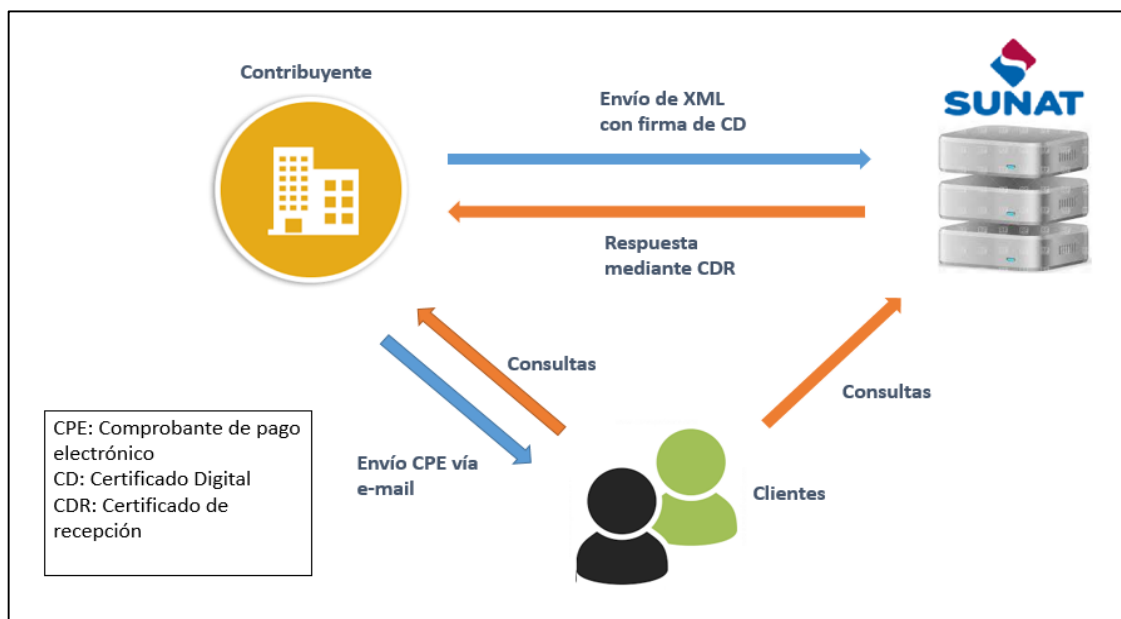 Contribuyente
Envío de XML
con firma de CD
SUNAT
Respuesta
mediante CDR
Consultas
Consultas
Envío CPE vía
e-mail
Clientes
CPE: Comprobante de pago
electrónico
CD: Certificado Digital
CDR: Certificado de
recepción